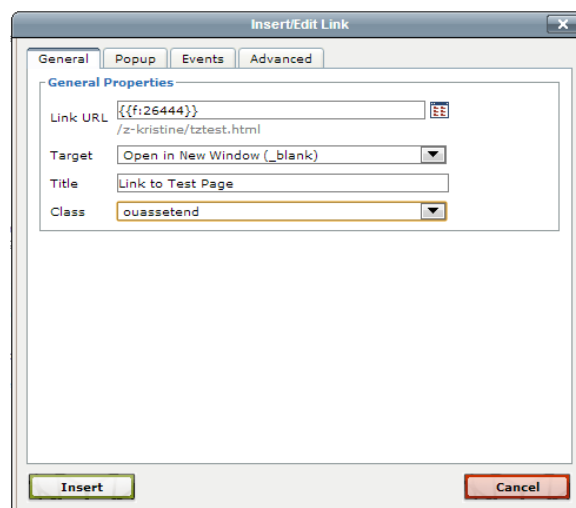 Insert/Edit Link
General Popup Events Advanced
General Properties
Link URL {{f:26444}}
/z-kristine/tztest.html
Target Open in New Window (_blank)
Title Link to Test Page
Class ouassetend
Insert Cancel